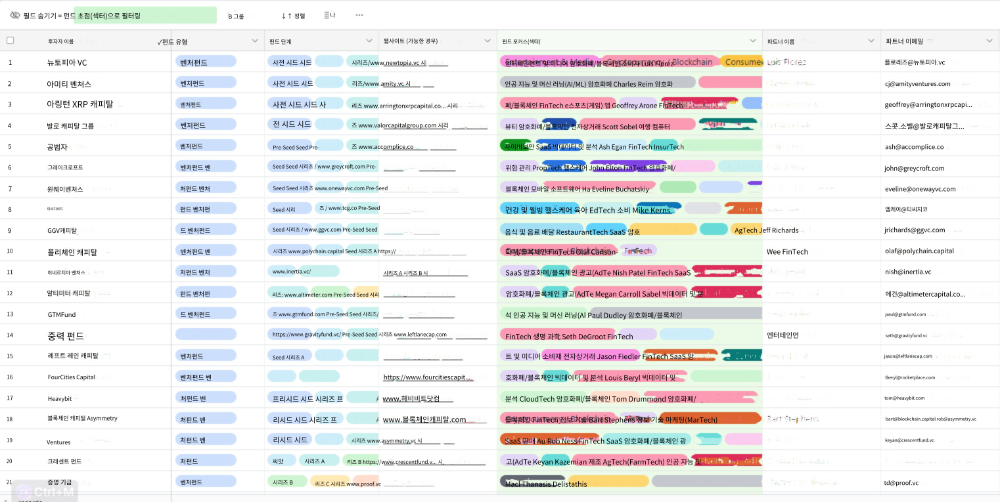 필드 숨기기 = 펀드 초점(섹터)으로 필터링 B 그룹 ↓↑ 정렬 나 ...
투자자 이름 ✓펀드 유형 펀드 단계 웹사이트 (가능한 경우) 펀드 포커스(섹터) 파트너 이름 파트너 이메일
1 뉴토피아 VC 벤처펀드 사전 시드 시드 시리즈/www.newtopia.vc 시 엔터테인먼트 및 미디어 암호화폐/블록체인 소비자 Luis Florez 플로레즈@뉴토피아.vc
2 아미티 벤처스 벤처펀드 사전 시드 시드 리즈/www.amity.vc 시 인공 지능 및 머신 러닝(AI/ML) 암호화폐 Charles Reim 암호화 cj@amityventures.com
3 아링턴 XRP 캐피탈 벤처펀드 사전 시드 시드 사 리즈 www.arringtonxrpcapital.co... 시리 폐/블록체인 FinTech e스포츠(게임) 앱 Geoffrey Arone FinTech geoffrey@arringtonxrpcapi...
4 발로 캐피탈 그룹 벤처펀드 전 시드 시드 즈 www.valorcapitalgroup.com 시리 뷰티 암호화폐/블록체인 전자상거래 Scott Sobel 여행 컴퓨터 스콧.소벨@발로캐피탈그...
5 공범자 벤처펀드 Pre-Seed Seed Pre- 즈 www.accomplice.co 사이버보안 SaaS 빅데이터 및 분석 Ash Egan FinTech InsurTech ash@accomplice.co
6 그레이크로프트 벤처펀드 벤 Seed Seed 시리즈 / www.greycroft.com Pre- 위험 관리 PropTech 헬스케어 John Elton FinTech 암호화폐/ john@greycroft.com
7 원웨이벤처스 처펀드 벤처 Seed Seed 시리즈 www.onewayvc.com Pre-Seed 블록체인 모바일 소프트웨어 Ha Eveline Buchatskiy eveline@onewayvc.com
8 티씨지씨지 펀드 벤처펀 Seed 시리 즈 / www.tcg.co Pre-Seed 건강 및 웰빙 헬스케어 육아 EdTech 소비 Mike Kerns 엠케이@티씨지코
9 GGV캐피탈 드 벤처펀드 Seed 시리즈 / www.ggvc.com Pre-Seed Seed 음식 및 음료 배달 RestaurantTech SaaS 암호 AgTech Jeff Richards jrichards@ggvc.com
10 폴리체인 캐피탈 벤처펀드 벤 시리즈 www.polychain.capital Seed 시리즈 A https:// 화폐/블록체인 FinTech Olaf Carlson- FinTech Wee FinTech olaf@polychain.capital
11 이네르티아 벤처스 처펀드 벤처 www.inertia.vc/ 시리즈 A 시리즈 B 시 SaaS 암호화폐/블록체인 광고(AdTe Nish Patel FinTech SaaS nish@inertia.vc
12 알티미터 캐피탈 펀드 벤처펀 리즈: www.altimeter.com Pre-Seed Seed 시리 암호화폐/블록체인 광고(AdTe Megan Carroll Sabel 빅데이터 및 분 메건@altimetercapital.co...
13 GTMFund 드 벤처펀드 즈 www.gtmfund.com Pre-Seed Seed 시리즈/ 석 인공 지능 및 머신 러닝(Al Paul Dudley 암호화폐/블록체인 paul@gtmfund.com
14 중력 펀드 https://www.gravityfund.vc/ Pre-Seed Seed 시리즈 www.leftlanecap.com FinTech 생명 과학 Seth DeGroot FinTech 엔터테인먼 seth@gravityfund.vc
15 레프트 레인 캐피탈 벤처펀드 Seed 시리즈 A 트 및 미디어 소비재 전자상거래 Jason Fiedler FinTech SaaS 암 jason@leftlanecap.com
16 FourCities Capital 벤처펀드 벤 https://www.fourcitiescapit... 호화폐/블록체인 빅데이터 및 분석 Louis Beryl 빅데이터 및 lberyl@rocketplace.com
17 Heavybit 처펀드 벤 프리시드 시드 시리즈 프 www.헤비비트닷컴 분석 CloudTech 암호화폐/블록체인 Tom Drummond 암호화폐/ tom@heavybit.com
18 블록체인 캐피털 Asymmetry 처펀드 벤 리시드 시드 시리즈 프 www.블록체인캐피탈.com 블록체인 FinTech 정보 기술 Bart Stephens 정보 기술 마케팅(MarTech) Bart Stephens bart@blockchain.capital rob@asymmetry.vc
19 Ventures 처펀드 벤 리시드 시드 시리즈 www.asymmetry.vc 시 SaaS 판매 Au Rob Ness FinTech SaaS 암호화폐/블록체인 광 keyan@crescentfund.vc
20 크레센트 펀드 처펀드 씨앗 시리즈 A 리즈 B https://www.crescentfund.v... 시 고(AdTe Keyan Kazemian 제조 AgTech(FarmTech) 인공 지능 및 seth@gravityfund.vc
21 증명 기금 벤처펀드 시리즈 B 리즈 C 시리즈 www.proof.vc Macl Thanasis Delistathis td@proof.vc
Ctrl+M